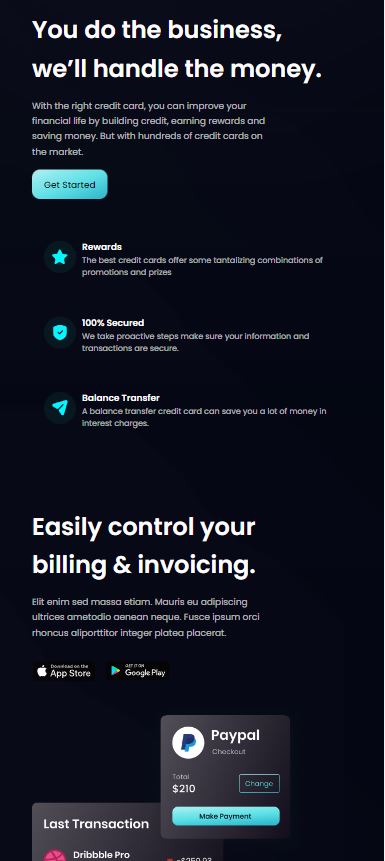 You do the business,
we’ll handle the money.
With the right credit card, you can improve your
financial life by building credit, earning rewards and
saving money. But with hundreds of credit cards on
the market.
Get Started
Rewards
The best credit cards offer some tantalizing combinations of
promotions and prizes
100% Secured
We take proactive steps make sure your information and
transactions are secure.
Balance Transfer
A balance transfer credit card can save you a lot of money in
interest charges.
Easily control your
billing & invoicing.
Elit enim sed massa etiam. Mauris eu adipiscing
ultrices ametodio aenean neque. Fusce ipsum orci
rhoncus aliporttitor integer platea placerat.
Download on the
App Store
GET IT ON
Google Play
Paypal
Checkout
Total
$210
Change
Make Payment
Last Transaction
Dribbble Pro